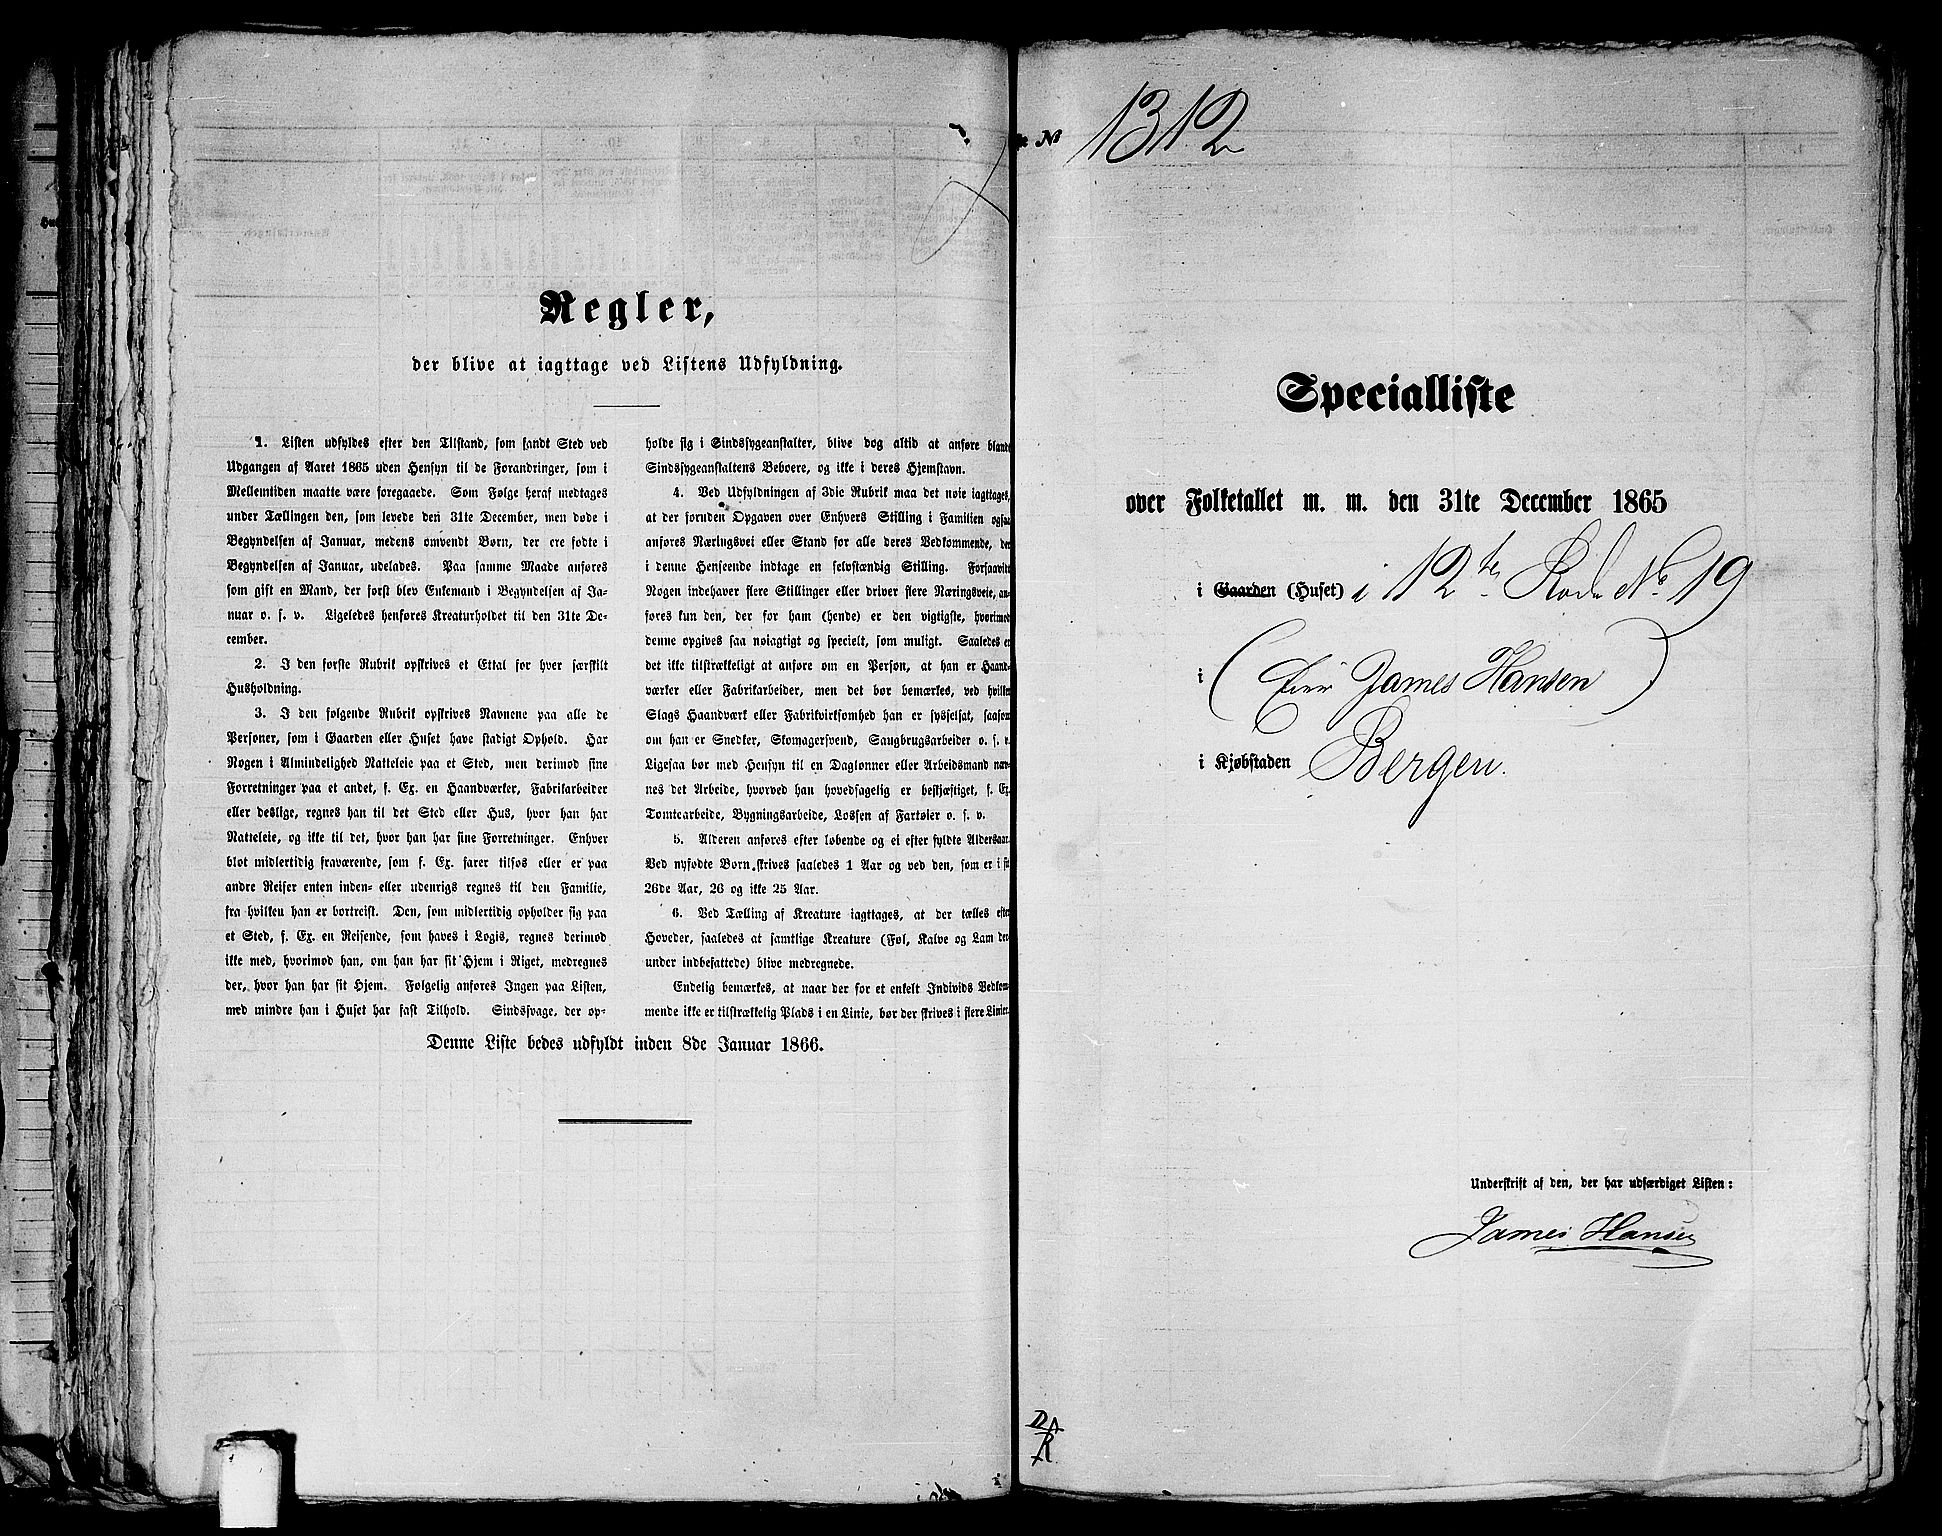 Regler,
der blive at iagttage ved Listens Udfyldning.
1. Listen udfyldes efter den Tilstand, som fandt Sted ved
Udgangen af Aaret 1865 uden Hensyn til de Forandringer, som i
Mellemtiden maatte være foregaaede. Som Følge heraf medtages
under Tællingen den, som levede den 31te December, men døde i
Begyndelsen af Januar, medens omvendt Børn, der ere fødte i
Begyndelsen af Januar, udelades. Paa samme Maade anføres
som gift en Mand, der først blev Enkemand i Begyndelsen af Ja-
nuar o. s. v. Ligeledes henføres Kreaturholdet til den 31te De-
cember.
2. I den første Rubrik opskrives et Ettal for hver særskilt
Husholdning.
3. I den følgende Rubrik opskrives Navnene paa alle de
Personer, som i Gaarden eller Huset have stadigt Ophold. Har
Nogen i Almindelighed Natteleie paa et Sted, men derimod sine
Forretninger paa et andet, f. Ex. en Haandværker, Fabrikarbeider
eller deslige, regnes han til det Sted eller Hus, hvor han har
Natteleie, og ikke til det, hvor han har sine Forretninger. Enhver
blot midlertidig fraværende, som f. Ex. farer tilsøs eller er paa
andre Reiser enten inden- eller udenrigs regnes til den Familie,
fra hvilken han er bortreist. Den, som midlertidig opholder sig paa
et Sted, f. Ex. en Reisende, som haves i Logis, regnes derimod
ikke med, hvorimod han, om han har sit Hjem i Riget, medregnes
der, hvor han har sit Hjem. Følgelig anføres Ingen paa Listen,
med mindre han i Huset har fast Tilhold. Sindssvage, der op-
holde sig i Sindssygeanstalter, blive dog altid at anføre blandt
Sindssygeanstaltens Beboere, og ikke i deres Hjemstavn.
4. Ved Udfyldningen af 3die Rubrik maa det nøie iagttages,
at der foruden Opgaven over Enhvers Stilling i Familien ogsaa
anføres Næringsvei eller Stand for alle deres Vedkommende, der
i denne Henseende indtage en selvstændig Stilling. Forsaavitt
Nogen indehaver flere Stillinger eller driver flere Næringsveie, an-
føres kun den, der for ham (hende) er den vigtigste, hvorimod
denne opgives saa nøiagtigt og specielt, som muligt. Saaledes er
det ikke tilstrækkeligt at anføre om en Person, at han er Haand-
værker eller Fabrikarbeider, men det bør bemærkes, ved hvilken
Slags Haandværk eller Fabrikvirksomhed han er sysselsat, saasom
om han er Snedker, Skomagersvend, Saugbrugsarbeider o. s. v.
Ligesaa bør med Hensyn til en Daglønner eller Arbeidsmand næv-
nes det Arbeide, hvorved han hovedsagelig er beskjæftiget, f. Ex.
Tomtearbeide, Bygningsarbeide, Lossen af Fartøier o. s. v.
5. Alderen anføres efter løbende og ei efter fyldte Aldersaar.
Ved nyfødte Børn skrives saaledes 1 Aar og ved den, som er i sit
26de Aar, 26 og ikke 25 Aar.
6. Ved Tælling af Kreature iagttages, at der tælles efter
Hoveder, saaledes at samtlige Kreature (Føl, Kalve og Lam der-
under indbefattede) blive medregnede.
Endelig bemærkes, at naar der for et enkelt Individs Vedkom-
mende ikke er tilstrækkelig Plads i en Linie, bør der skrives i flere Linier.
Denne Liste bedes udfyldt inden 8de Januar 1866.
No 1312
Specialliste
over Folketallet m. m. den 31te December 1865
i Gaarden (Huset) i 12te Rode No. 19
i (Eier James Hansen)
i Kjøbstaden Bergen.
Underskrift af den, der har udfærdiget Listen:
James Hansen